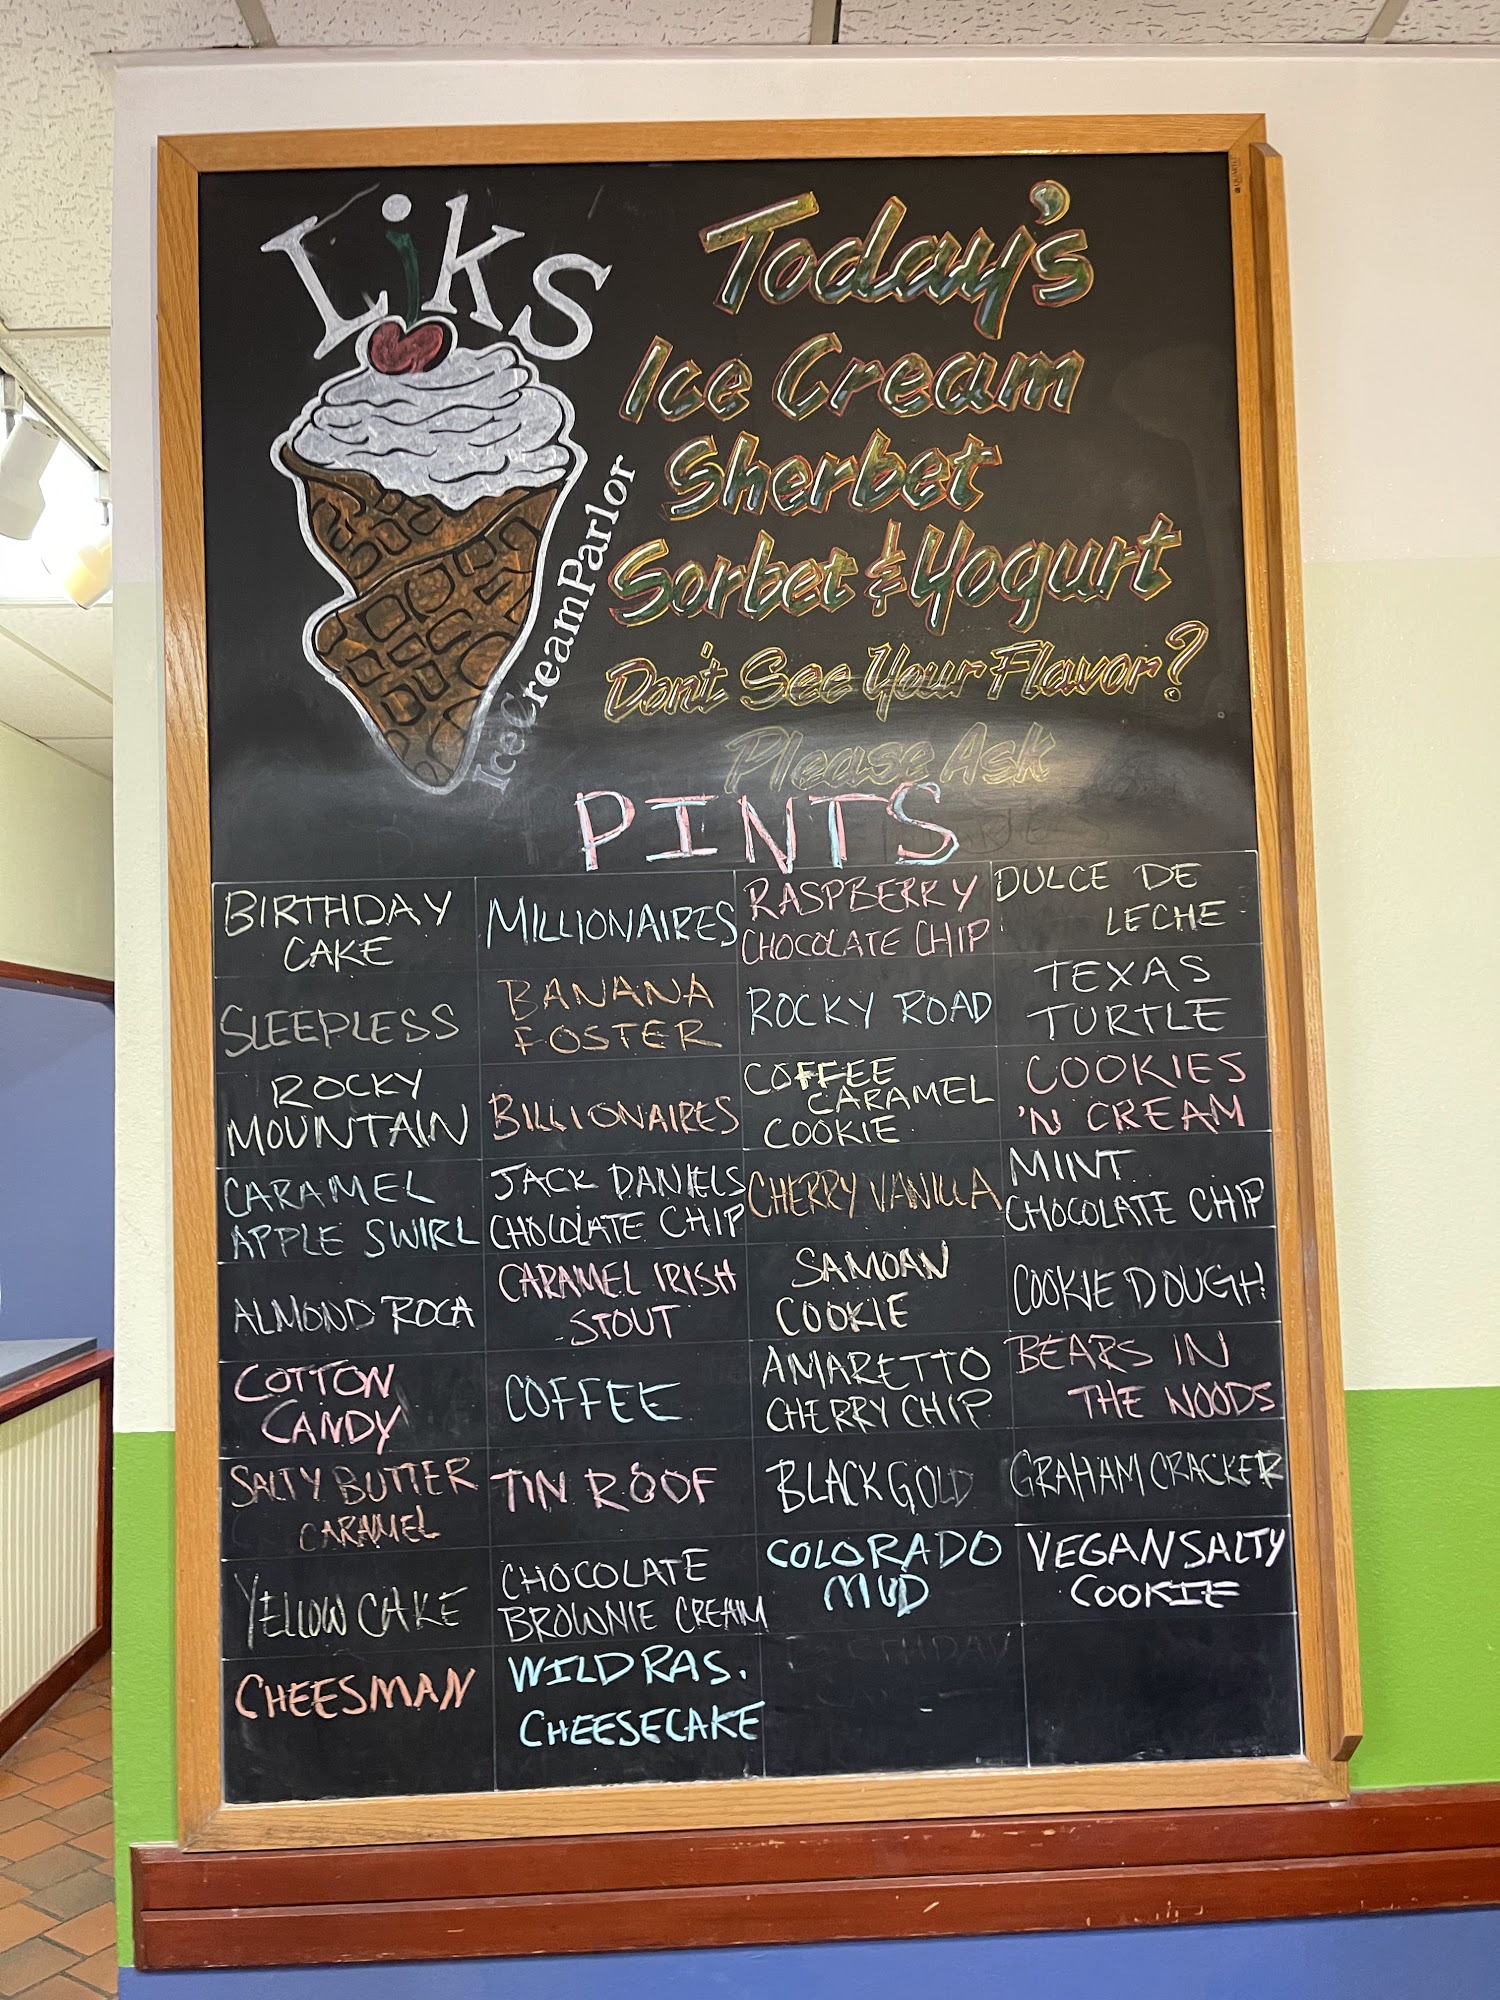 Liks
Ice Cream Parlor
Today's
Ice Cream
Sherbet
Sorbet & Yogurt
Don't See Your Flavor?
Please Ask
PINTS
BIRTHDAY
CAKE
MILLIONAIRES
RASPBERRY
CHOCOLATE CHIP
DULCE DE
LECHE
SLEEPLESS
BANANA
FOSTER
ROCKY ROAD
TEXAS
TURTLE
ROCKY
MOUNTAIN
BILLIONAIRES
COFFEE
CARAMEL
COOKIE
COOKIES
'N CREAM
CARAMEL
APPLE SWIRL
JACK DANIELS
CHOCOLATE CHIP
CHERRY VANILLA
MINT
CHOCOLATE CHIP
ALMOND ROCA
CARAMEL IRISH
STOUT
SAMOAN
COOKIE
COOKIE DOUGH
COTTON
CANDY
COFFEE
AMARETTO
CHERRY CHIP
BEARS IN
THE WOODS
SALTY BUTTER
CARAMEL
TIN ROOF
BLACK GOLD
GRAHAM CRACKER
YELLOW CAKE
CHOCOLATE
BROWNIE CREAM
COLORADO
MUD
VEGAN SALTY
COOKIE
CHEESMAN
WILD RAS.
CHEESECAKE